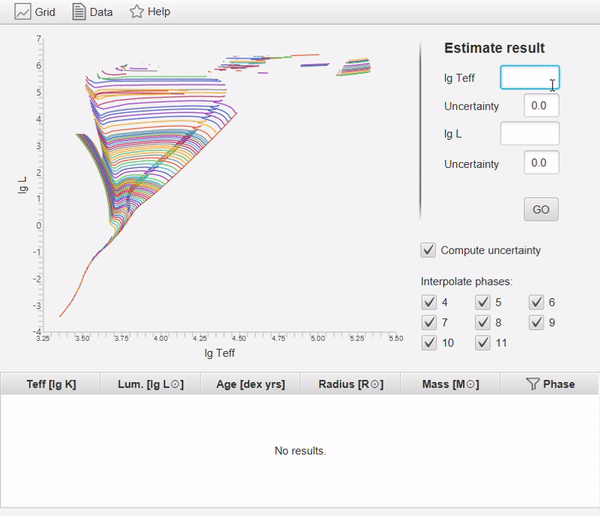 Grid Data Help
Estimate result
lg Teff
Uncertainty 0.0
lg L
Uncertainty 0.0
GO
Compute uncertainty
Interpolate phases:
4 5 6
7 8 9
10 11
7
6
5
4
3
2
1
0
-1
-2
-3
-4
lg L
3.25 3.50 3.75 4.00 4.25 4.50 4.75 5.00 5.25 5.50
lg Teff
Teff [lg K] Lum. [lg L☉] Age [dex yrs] Radius [R☉] Mass [M☉] Phase
No results.